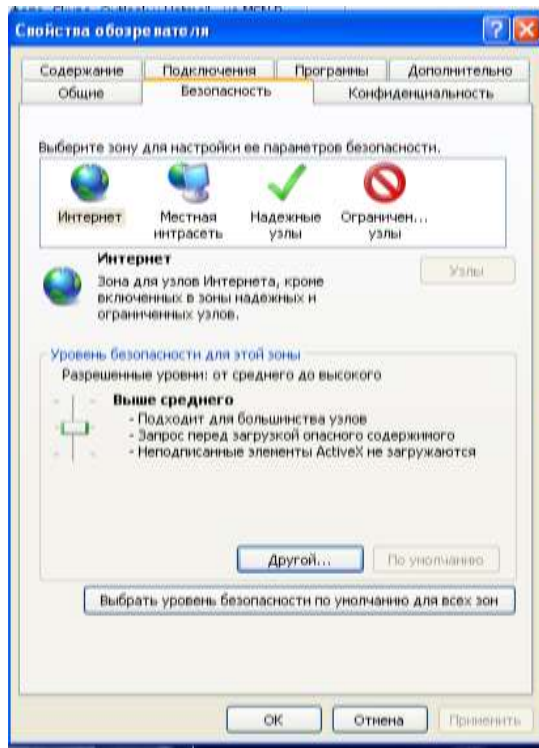 Свойства обозревателя
Содержание Подключения Программы Дополнительно
Общие Безопасность Конфиденциальность
Выберите зону для настройки ее параметров безопасности.
Интернет Местная интрасеть Надежные узлы Ограничен... узлы
Интернет
Зона для узлов Интернета, кроме
включенных в зоны надежных и
ограниченных узлов.
Узлы
Уровень безопасности для этой зоны
Разрешенные уровни: от среднего до высокого
Выше среднего
- Подходит для большинства узлов
- Запрос перед загрузкой опасного содержимого
- Неподписанные элементы ActiveX не загружаются
Другой... По умолчанию
Выбрать уровень безопасности по умолчанию для всех зон
ОК Отмена Применить